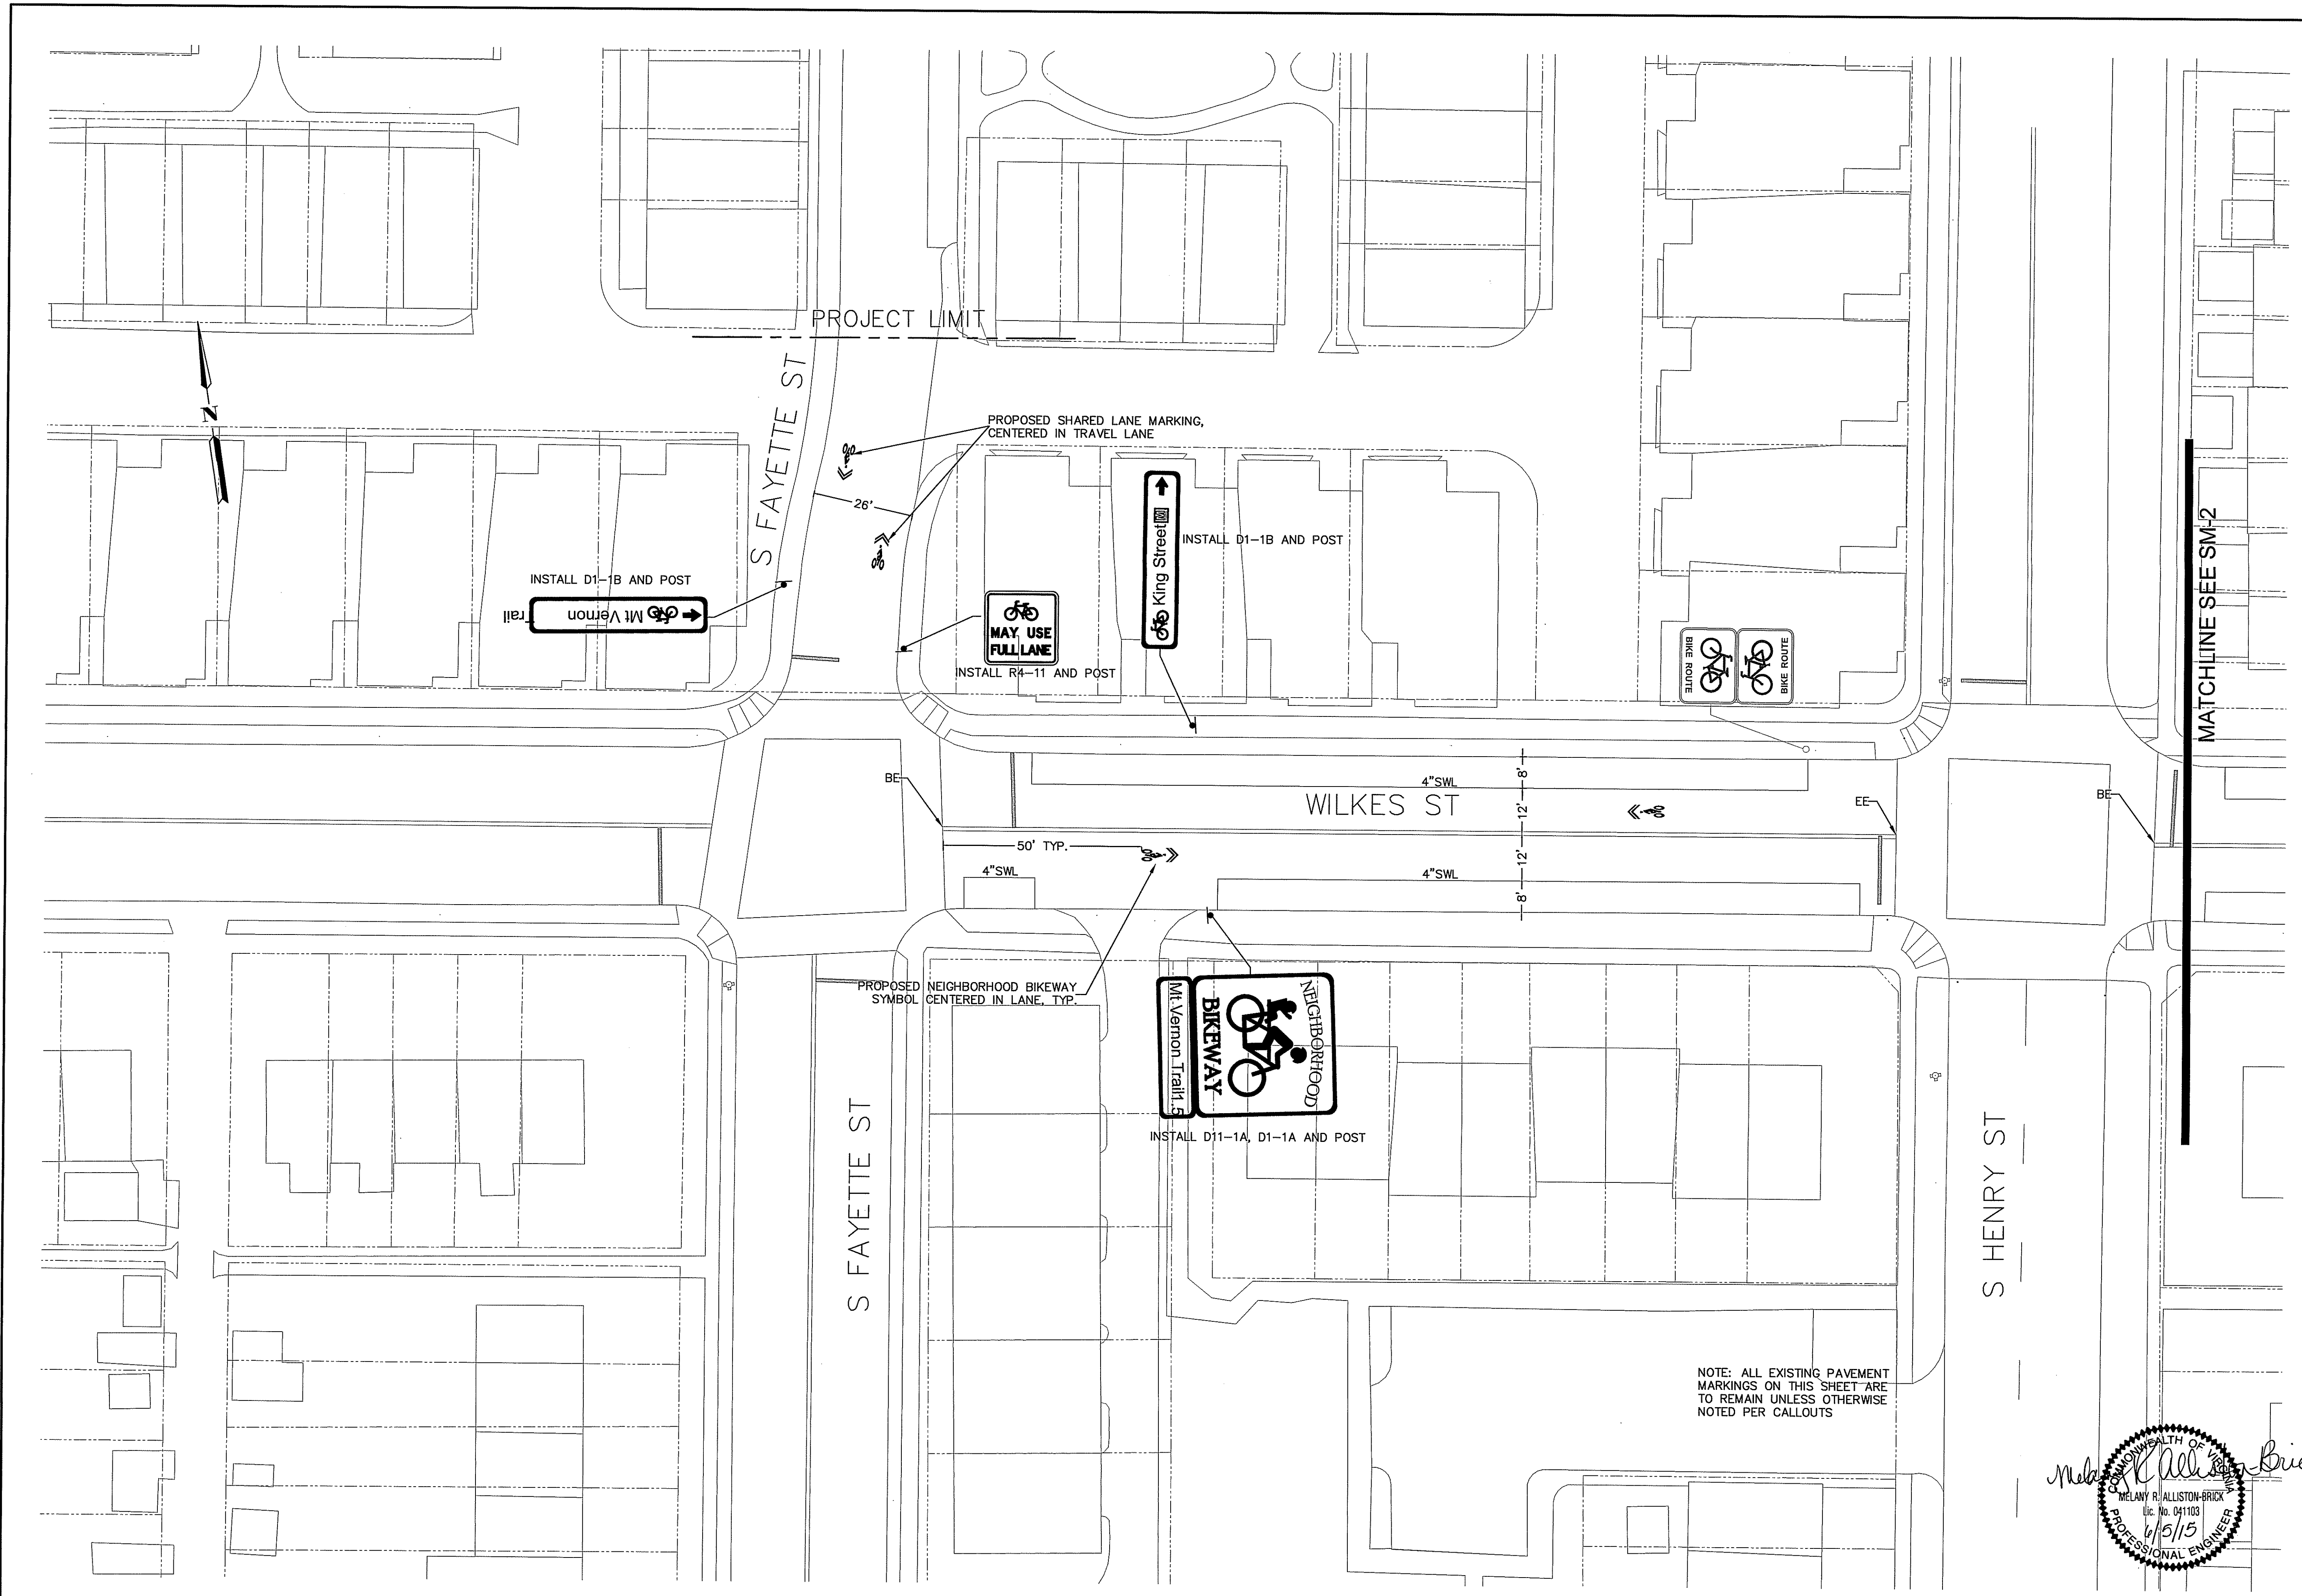 PROJECT LIMIT
S FAYETTE ST
PROPOSED SHARED LANE MARKING,
CENTERED IN TRAVEL LANE
N
26'
INSTALL D1-1B AND POST
Mt Vernon
Trail
King Street
INSTALL D1-1B AND POST
MAY USE
FULL LANE
INSTALL R4-11 AND POST
BIKE ROUTE
BIKE ROUTE
MATCHLINE SEE SM-2
BE
4"SWL
8'
WILKES ST
12'
EE
BE
50' TYP.
12'
4"SWL
4"SWL
8'
PROPOSED NEIGHBORHOOD BIKEWAY
SYMBOL CENTERED IN LANE, TYP.
NEIGHBORHOOD
BIKEWAY
Mt Vernon Trail 1.5
INSTALL D11-1A, D1-1A AND POST
S FAYETTE ST
S HENRY ST
NOTE: ALL EXISTING PAVEMENT
MARKINGS ON THIS SHEET ARE
TO REMAIN UNLESS OTHERWISE
NOTED PER CALLOUTS
COMMONWEALTH OF VIRGINIA
MELANY R. ALLISTON-BRICK
Lic. No. 041103
6/5/15
PROFESSIONAL ENGINEER